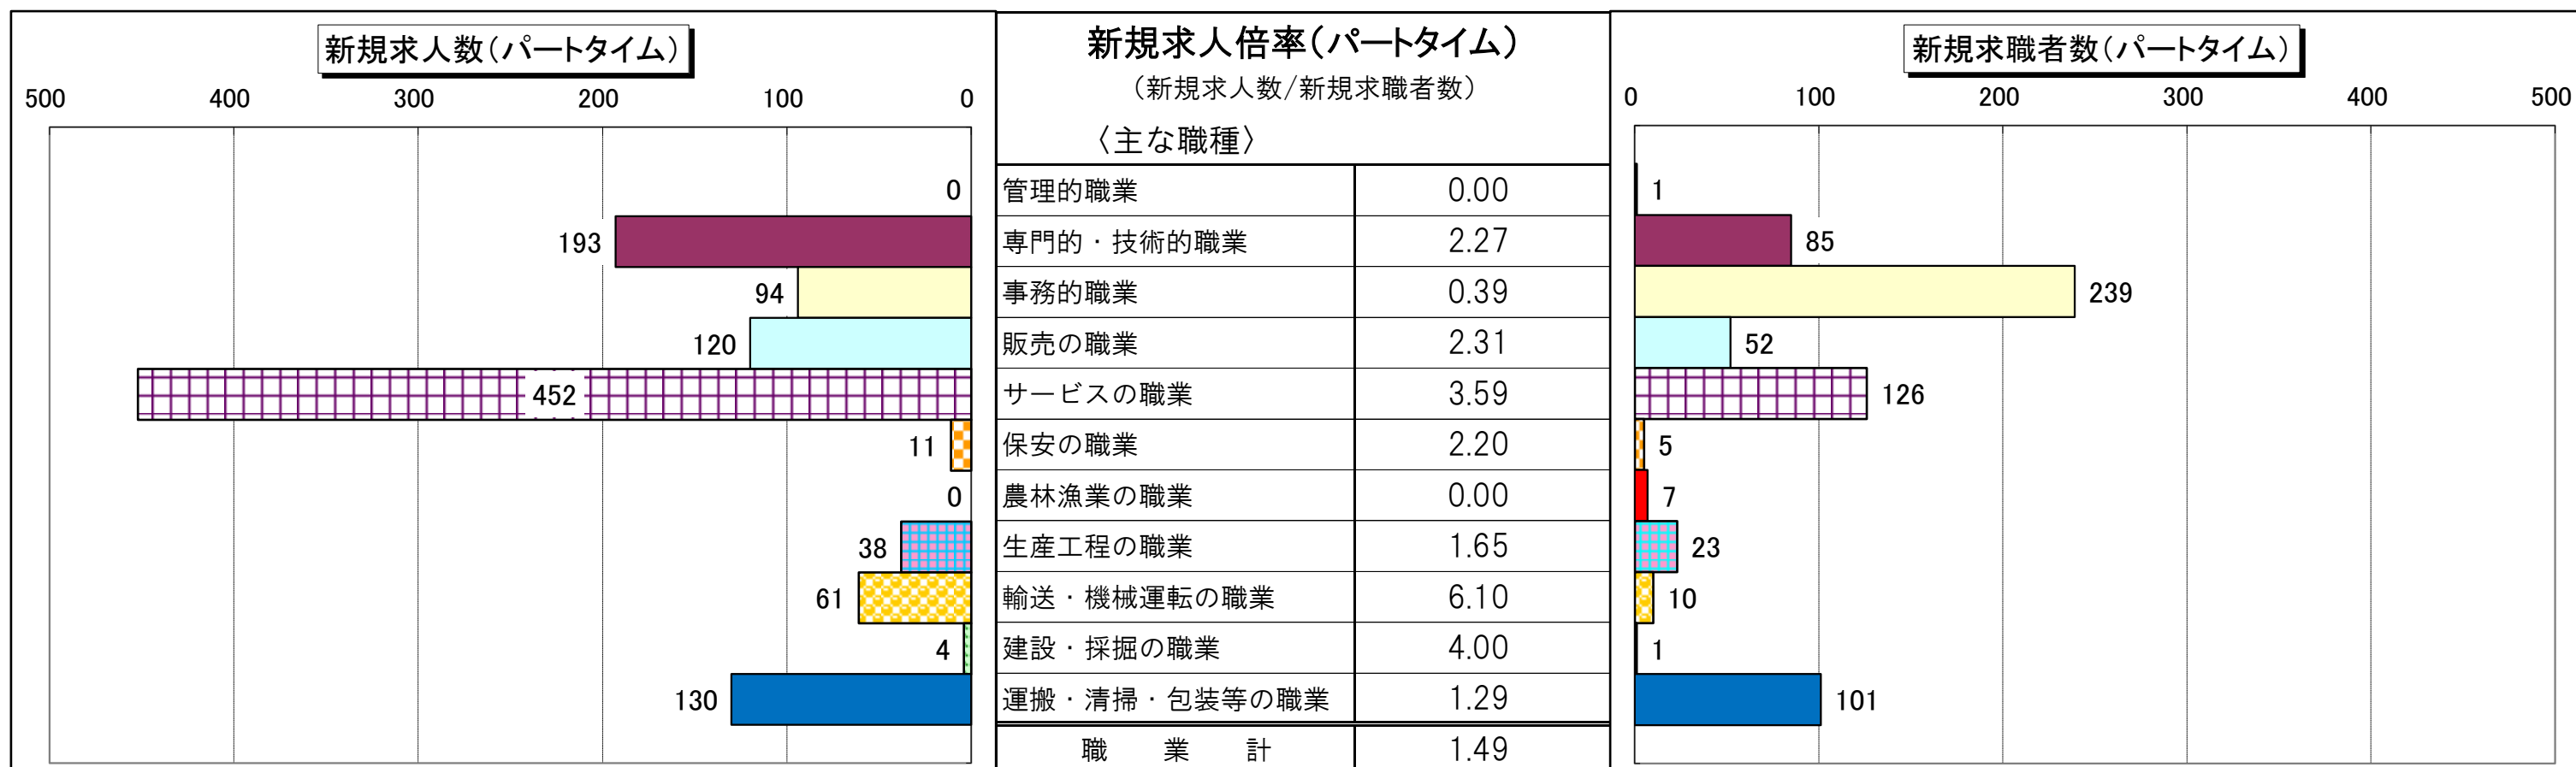 新規求人数(パートタイム)
500 400 300 200 100 0
0
193
94
120
452
11
0
38
61
4
130
新規求人倍率(パートタイム)
(新規求人数/新規求職者数)
〈主な職種〉
管理的職業 0.00
専門的・技術的職業 2.27
事務的職業 0.39
販売の職業 2.31
サービスの職業 3.59
保安の職業 2.20
農林漁業の職業 0.00
生産工程の職業 1.65
輸送・機械運転の職業 6.10
建設・採掘の職業 4.00
運搬・清掃・包装等の職業 1.29
職 業 計 1.49
新規求職者数(パートタイム)
0 100 200 300 400 500
1
85
239
52
126
5
7
23
10
1
101